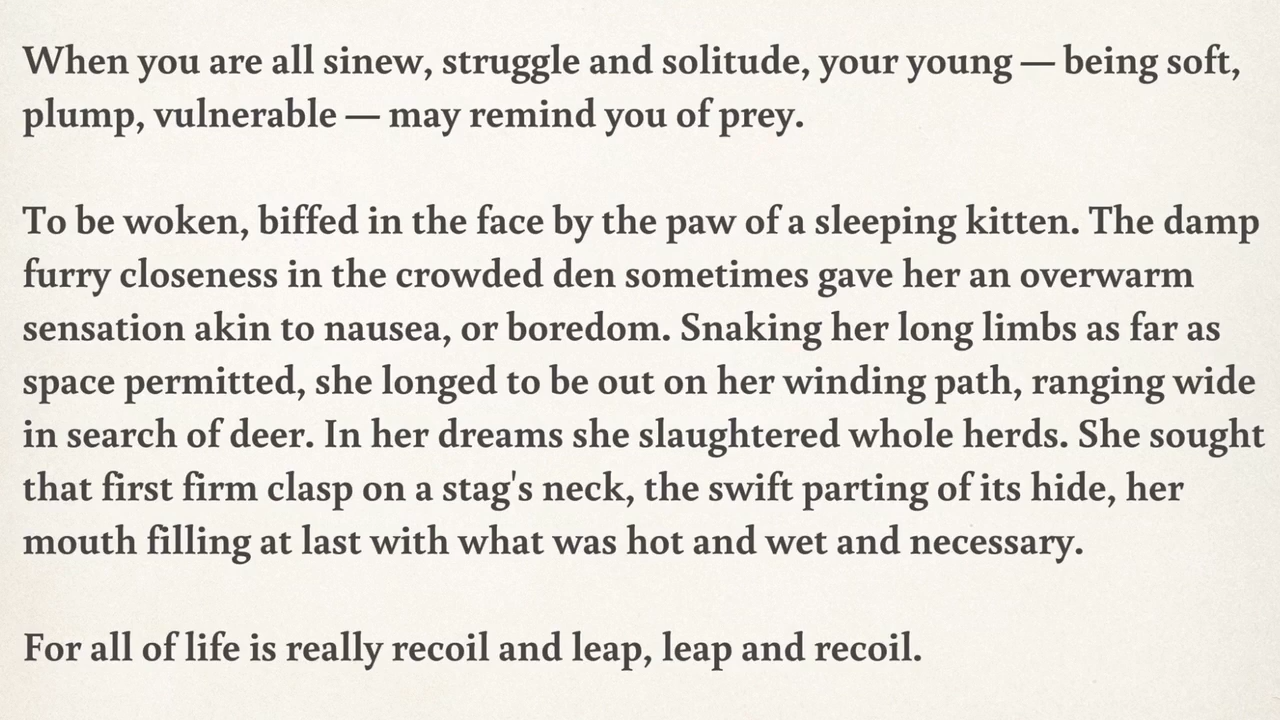 When you are all sinew, struggle and solitude, your young — being soft,
plump, vulnerable — may remind you of prey.
To be woken, biffed in the face by the paw of a sleeping kitten. The damp
furry closeness in the crowded den sometimes gave her an overwarm
sensation akin to nausea, or boredom. Snaking her long limbs as far as
space permitted, she longed to be out on her winding path, ranging wide
in search of deer. In her dreams she slaughtered whole herds. She sought
that first firm clasp on a stag's neck, the swift parting of its hide, her
mouth filling at last with what was hot and wet and necessary.
For all of life is really recoil and leap, leap and recoil.